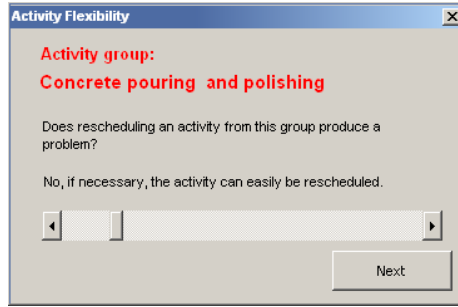 Activity Flexibility
Activity group:
Concrete pouring and polishing
Does rescheduling an activity from this group produce a
problem?
No, if necessary, the activity can easily be rescheduled.
Next